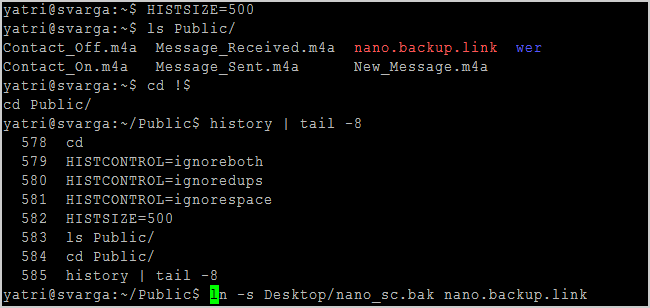 yatri@svarga:~$ HISTSIZE=500
yatri@svarga:~$ ls Public/
Contact_Off.m4a  Message_Received.m4a  nano.backup.link  wer
Contact_On.m4a   Message_Sent.m4a      New_Message.m4a
yatri@svarga:~$ cd !$
cd Public/
yatri@svarga:~/Public$ history | tail -8
  578  cd
  579  HISTCONTROL=ignoreboth
  580  HISTCONTROL=ignoredups
  581  HISTCONTROL=ignorespace
  582  HISTSIZE=500
  583  ls Public/
  584  cd Public/
  585  history | tail -8
yatri@svarga:~/Public$ ln -s Desktop/nano_sc.bak nano.backup.link